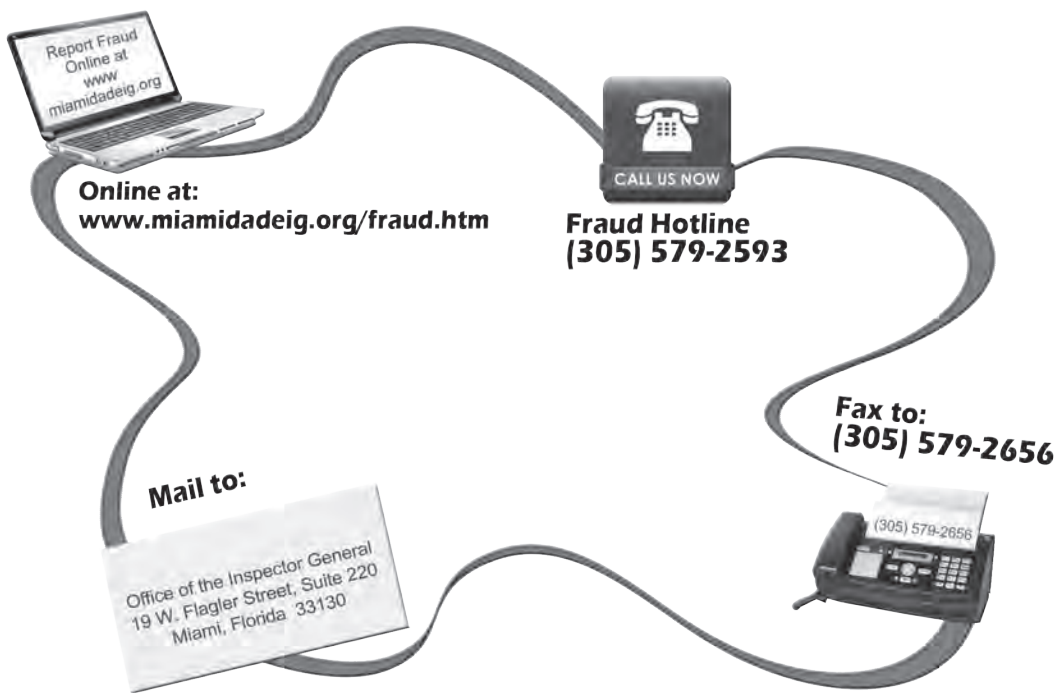 Report Fraud
Online at
www
miamidadeig.org
Online at:
www.miamidadeig.org/fraud.htm
CALL US NOW
Fraud Hotline
(305) 579-2593
Fax to:
(305) 579-2656
(305) 579-2656
Mail to:
Office of the Inspector General
19 W. Flagler Street, Suite 220
Miami, Florida 33130